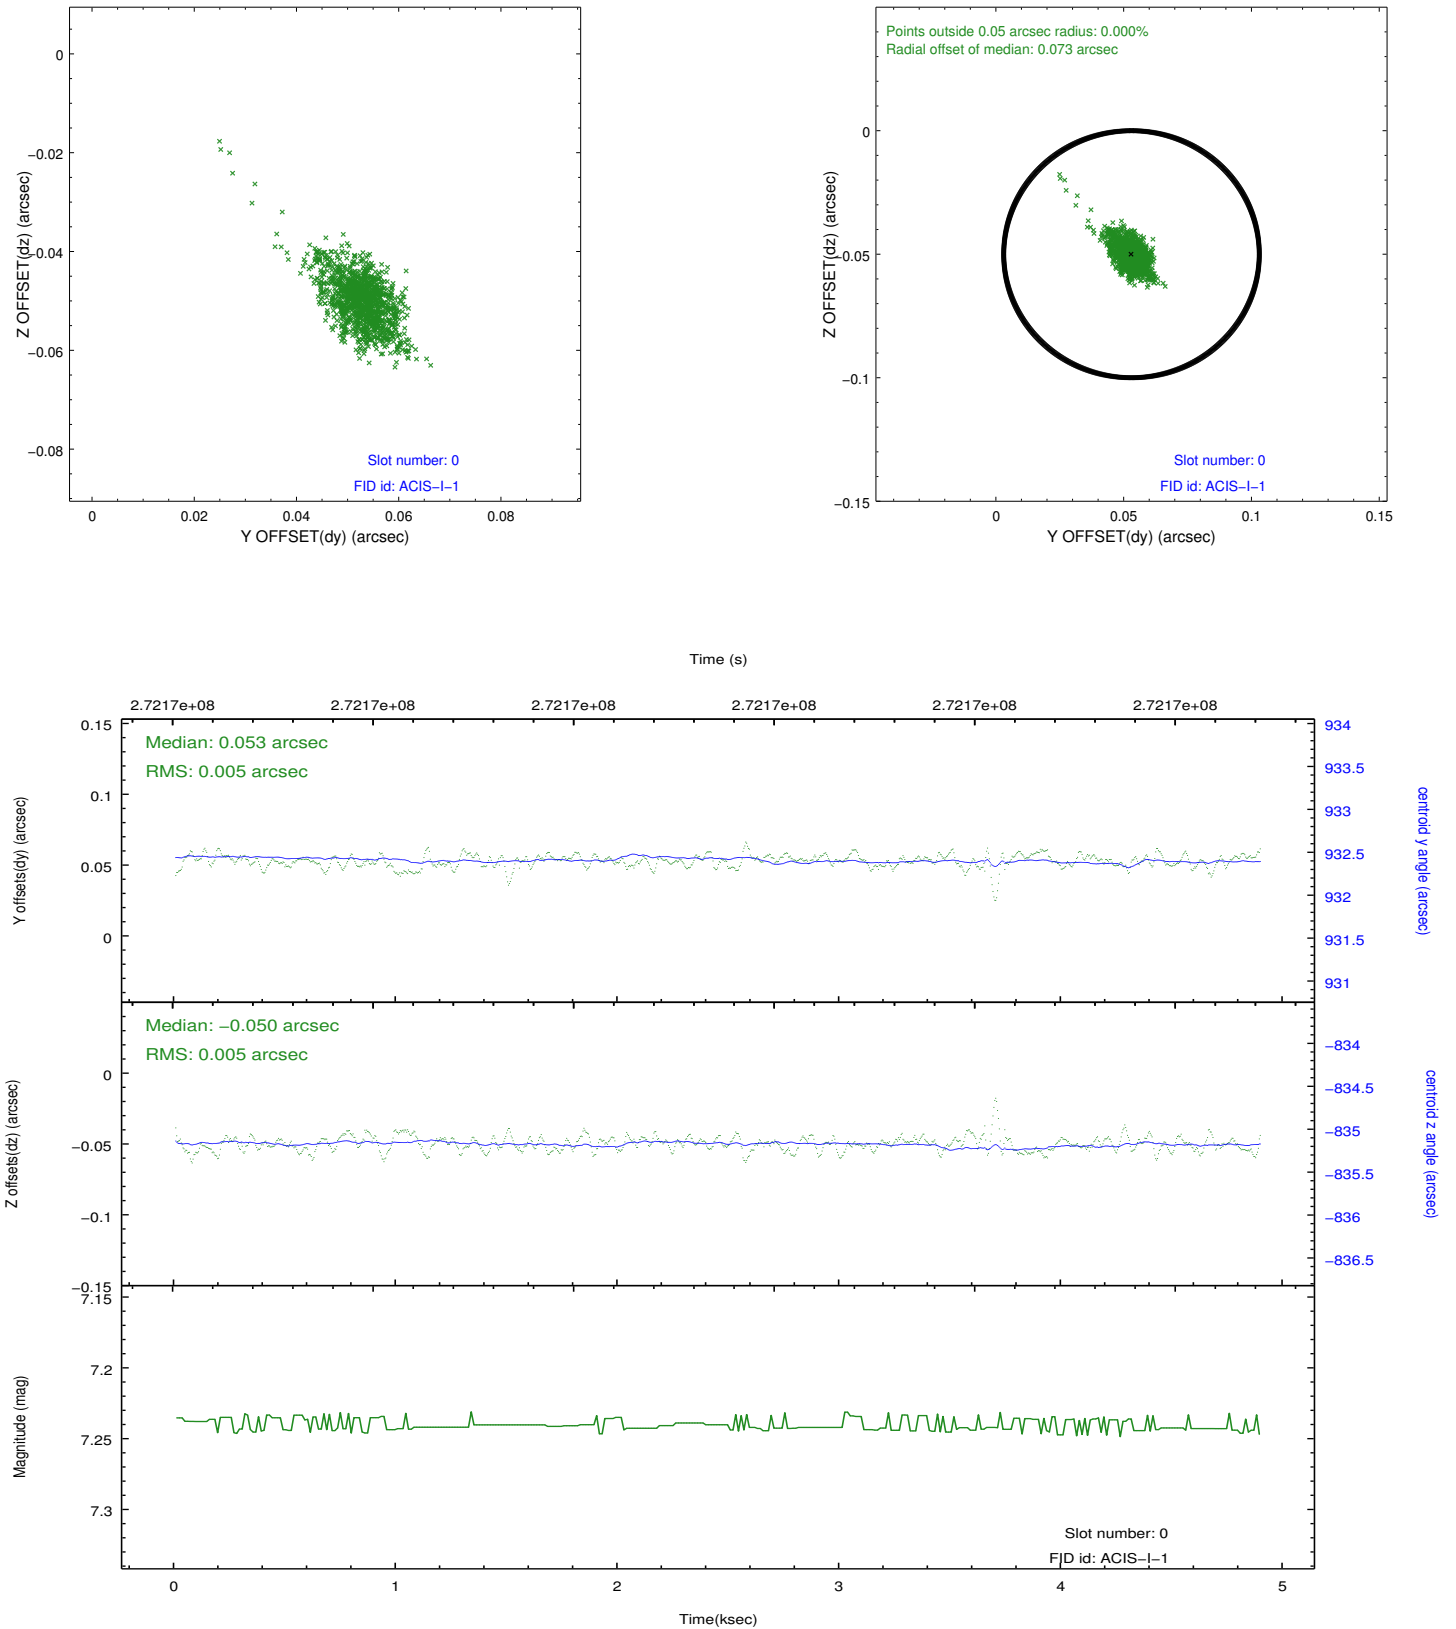 0
−0.02
−0.04
−0.06
−0.08
Z OFFSET(dz) (arcsec)
Slot number: 0
FID id: ACIS−I−1
0 0.02 0.04 0.06 0.08
Y OFFSET(dy) (arcsec)
Points outside 0.05 arcsec radius: 0.000%
Radial offset of median: 0.073 arcsec
0
−0.05
−0.1
−0.15
Z OFFSET(dz) (arcsec)
Slot number: 0
FID id: ACIS−I−1
0 0.05 0.1 0.15
Y OFFSET(dy) (arcsec)
Time (s)
2.7217e+08 2.7217e+08 2.7217e+08 2.7217e+08 2.7217e+08 2.7217e+08
Median: 0.053 arcsec
RMS: 0.005 arcsec
0.15
0.1
0.05
0
Y offsets(dy) (arcsec)
934
933.5
933
932.5
932
931.5
931
centroid y angle (arcsec)
Median: −0.050 arcsec
RMS: 0.005 arcsec
0
−0.05
−0.1
−0.15
Z offsets(dz) (arcsec)
−834
−834.5
−835
−835.5
−836
−836.5
centroid z angle (arcsec)
7.15
7.2
7.25
7.3
Magnitude (mag)
Slot number: 0
FID id: ACIS−I−1
0 1 2 3 4 5
Time(ksec)